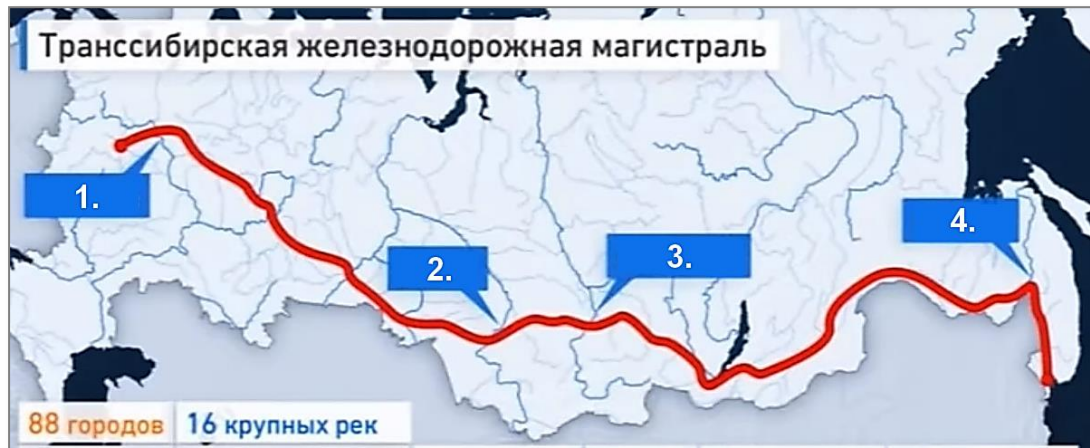 Транссибирская железнодорожная магистраль
1.
2.
3.
4.
88 городов 16 крупных рек